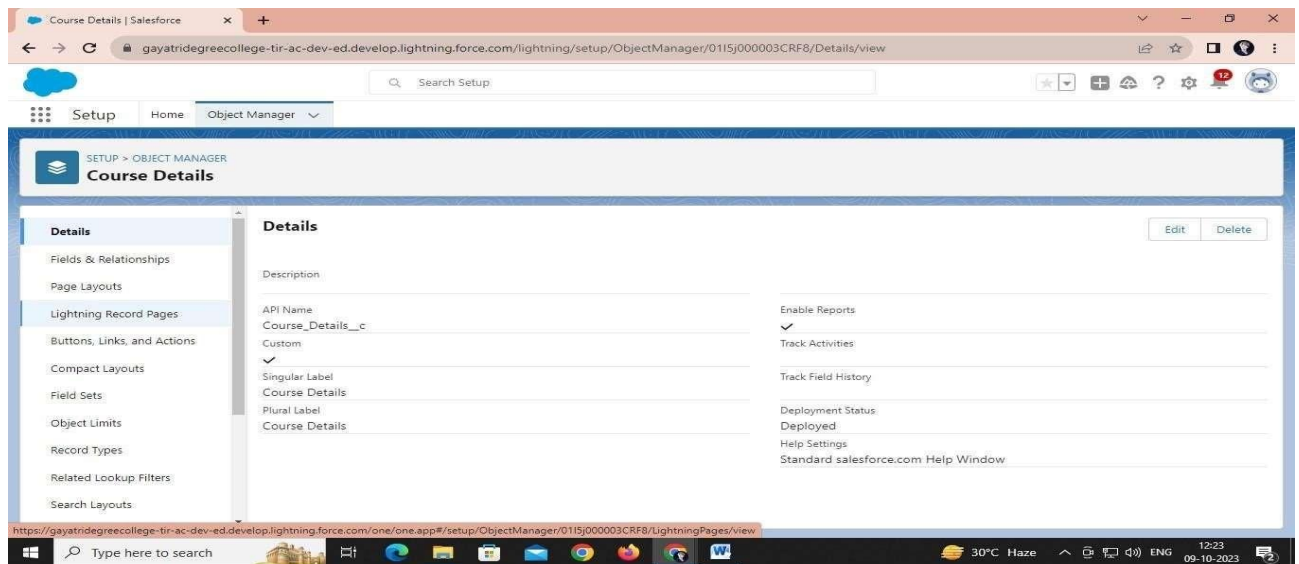 Course Details | Salesforce
gayatridegreecollege-tir-ac-dev-ed.develop.lightning.force.com/lightning/setup/ObjectManager/01I5j000003CRF8/Details/view
Search Setup
12
Setup Home Object Manager
SETUP > OBJECT MANAGER
Course Details
Details
Fields & Relationships
Page Layouts
Lightning Record Pages
Buttons, Links, and Actions
Compact Layouts
Field Sets
Object Limits
Record Types
Related Lookup Filters
Search Layouts
Details
Edit Delete
Description
API Name
Course_Details__c
Custom
Singular Label
Course Details
Plural Label
Course Details
Enable Reports
Track Activities
Track Field History
Deployment Status
Deployed
Help Settings
Standard salesforce.com Help Window
https://gayatridegreecollege-tir-ac-dev-ed.develop.lightning.force.com/one/one.app#/setup/ObjectManager/01I5j000003CRF8/LightningPages/view
Type here to search
30°C Haze
ENG
12:23
09-10-2023
2